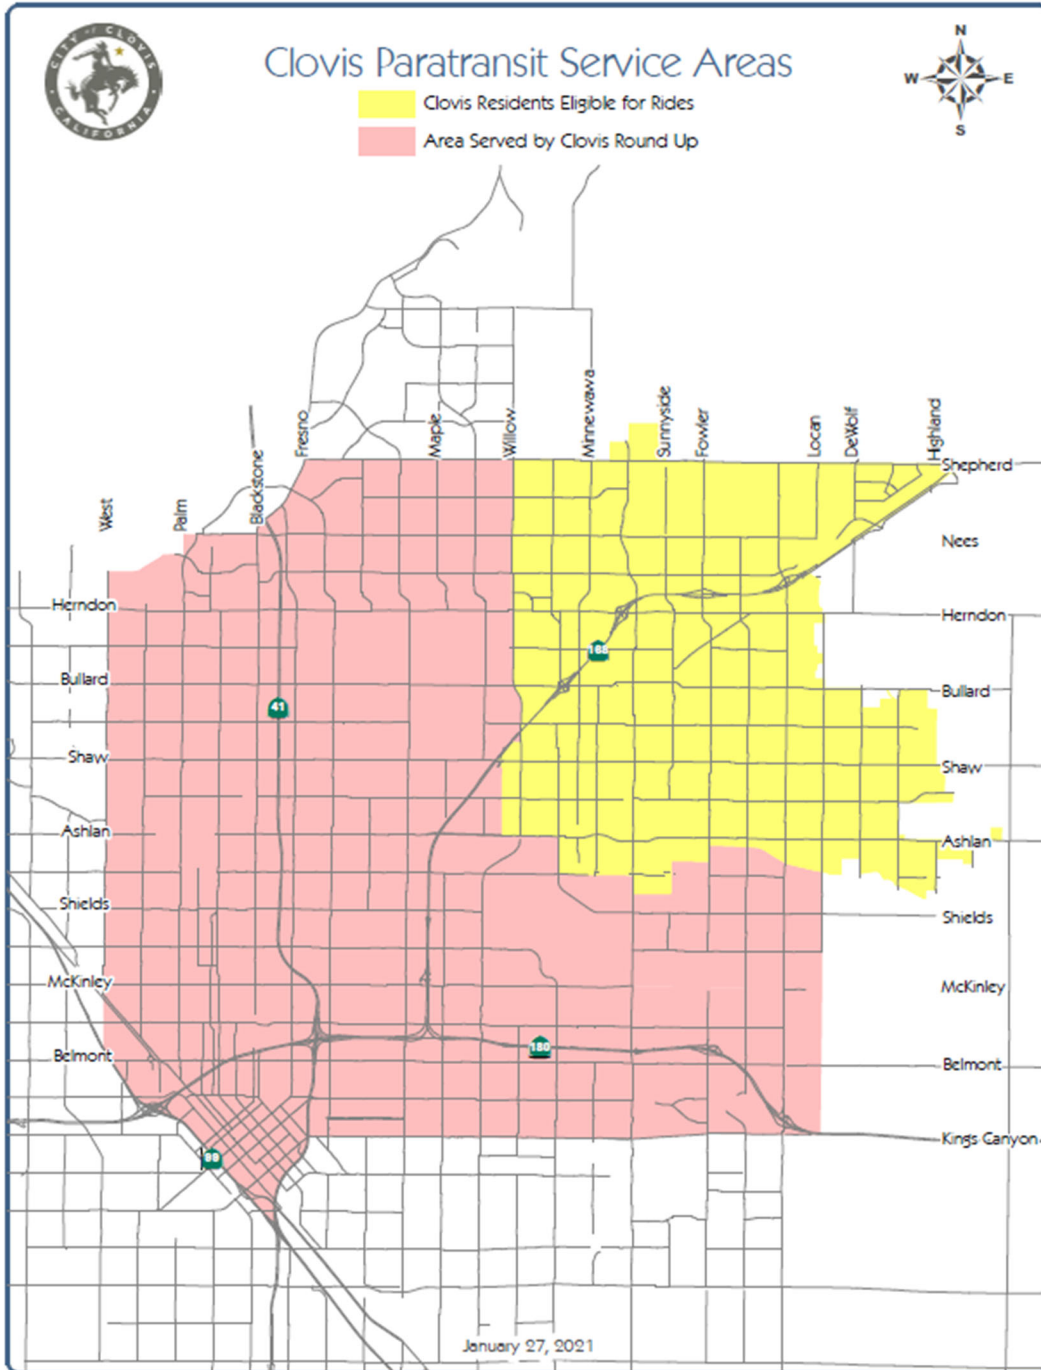 CITY OF CLOVIS
CALIFORNIA
Clovis Paratransit Service Areas
Clovis Residents Eligible for Rides
Area Served by Clovis Round Up
N
W
E
S
West
Palm
Blackstone
Fresno
Maple
Willow
Minnewawa
Sunnyside
Fowler
Locan
DeWolf
Highland
Shepherd
Nees
Herndon
Herndon
168
Bullard
Bullard
41
Shaw
Shaw
Ashlan
Ashlan
Shields
Shields
McKinley
McKinley
180
Belmont
Belmont
Kings Canyon
99
January 27, 2021